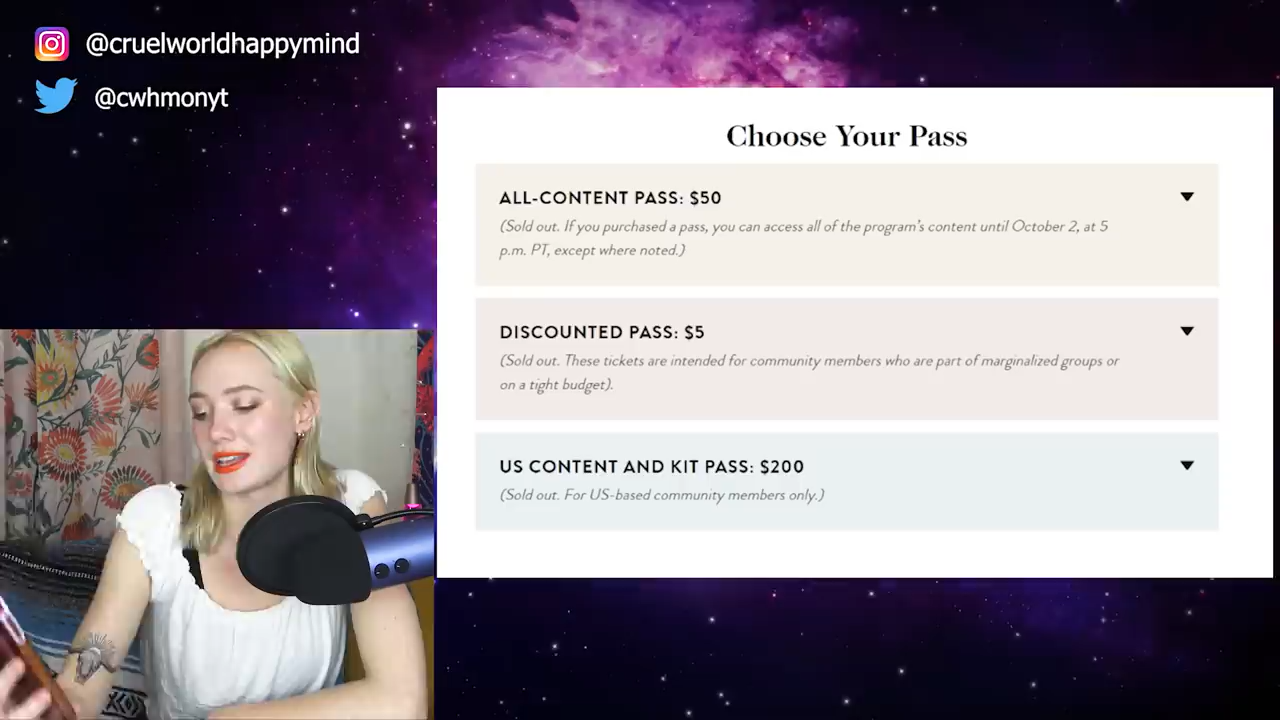 @cruelworldhappymind
@cwhmonyt
Choose Your Pass
ALL-CONTENT PASS: $50
(Sold out. If you purchased a pass, you can access all of the program's content until October 2, at 5
p.m. PT, except where noted.)
DISCOUNTED PASS: $5
(Sold out. These tickets are intended for community members who are part of marginalized groups or
on a tight budget).
US CONTENT AND KIT PASS: $200
(Sold out. For US-based community members only.)